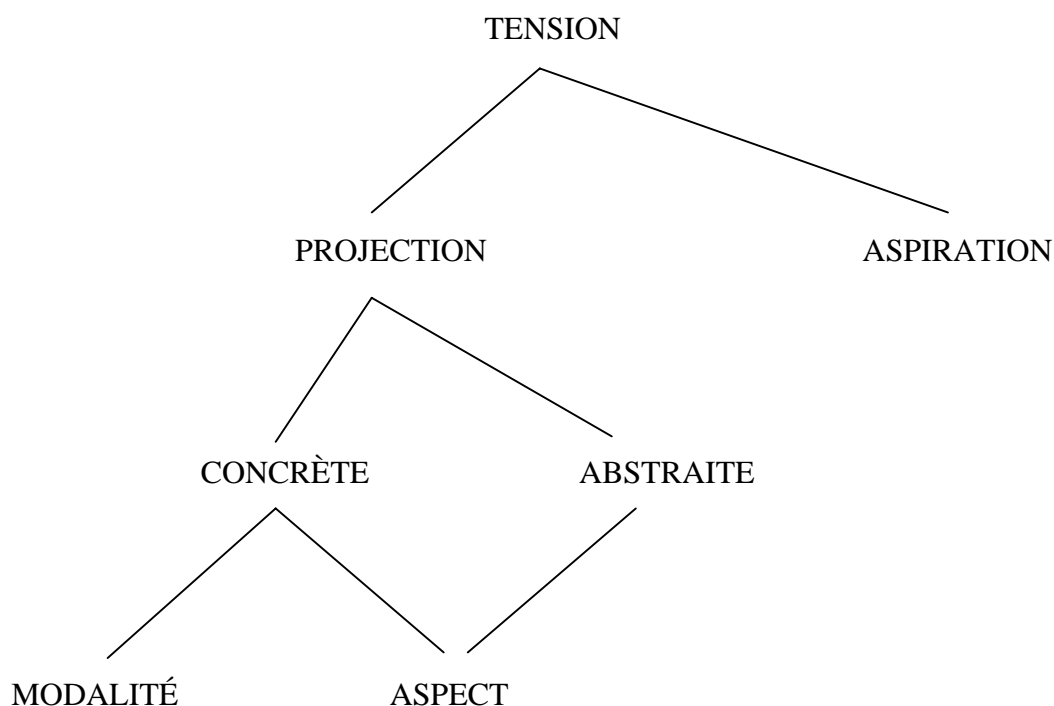 TENSION
PROJECTION ASPIRATION
CONCRÈTE ABSTRAITE
MODALITÉ ASPECT